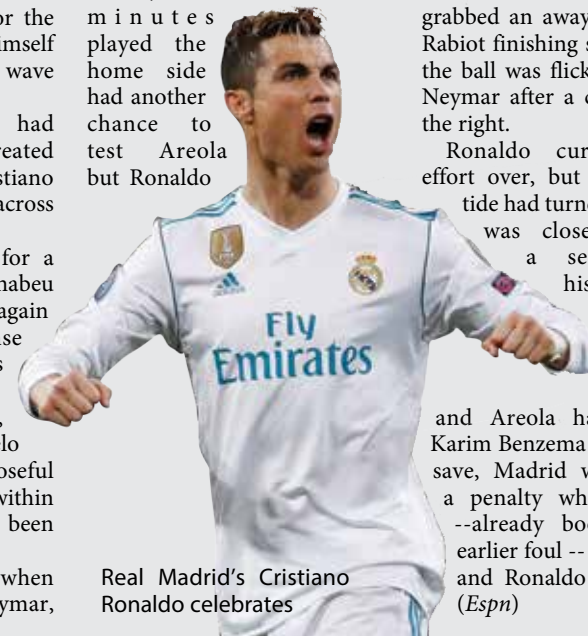 or the
imself
wave
had
reated
stiano
across
for a
nabeu
again
se
s
,
lo
oseful
within
been
when
ymar,
minutes
played the
home side
had another
chance to
test Areola
but Ronaldo
adidas
Fly
Emirates
Real Madrid's Cristiano
Ronaldo celebrates
grabbed an away
Rabiot finishing s
the ball was flick
Neymar after a c
the right.
Ronaldo cur
effort over, but
tide had turne
was close
a se
his
and Areola ha
Karim Benzema
save, Madrid w
a penalty wh
--already bo
earlier foul --
and Ronaldo
(Espn)